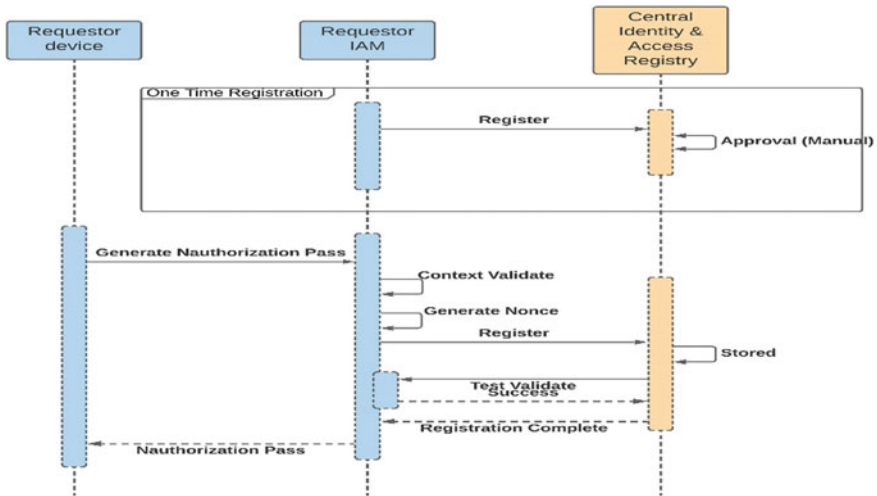 Requestor
device
Requestor
IAM
Central
Identity &
Access
Registry
One Time Registration
Register
Approval (Manual)
Generate Nauthorization Pass
Context Validate
Generate Nonce
Register
Stored
Test Validate
Success
Registration Complete
Nauthorization Pass